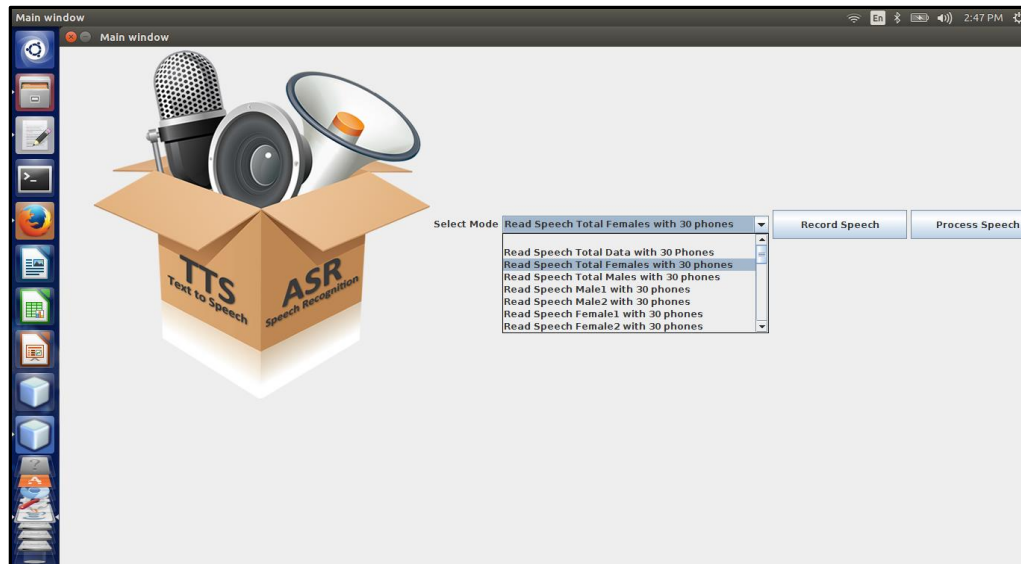 Main window
En
2:47 PM
Main window
TTS
Text to Speech
ASR
Speech Recognition
Select Mode Read Speech Total Females with 30 phones Record Speech Process Speech
Read Speech Total Data with 30 Phones
Read Speech Total Females with 30 phones
Read Speech Total Males with 30 phones
Read Speech Male1 with 30 phones
Read Speech Male2 with 30 phones
Read Speech Female1 with 30 phones
Read Speech Female2 with 30 phones